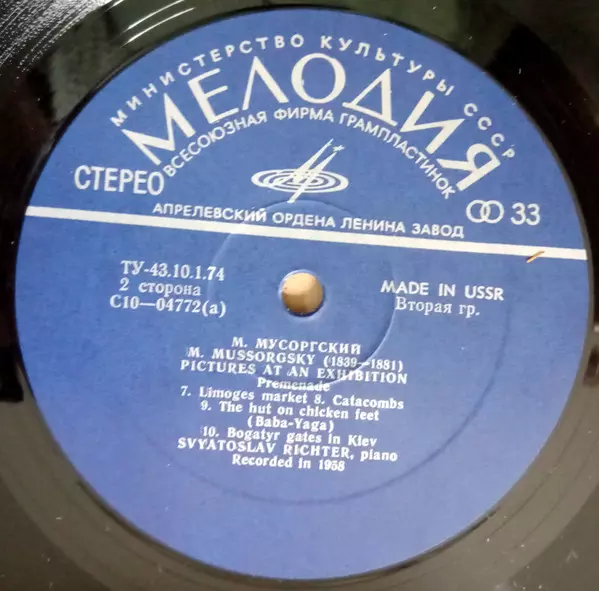 МИНИСТЕРСТВО КУЛЬТУРЫ СССР
МЕЛОДИЯ
ВСЕСОЮЗНАЯ ФИРМА ГРАМПЛАСТИНОК
СТЕРЕО
33
АПРЕЛЕВСКИЙ ОРДЕНА ЛЕНИНА ЗАВОД
ТУ-43.10.1.74
2 сторона
С10—04772(а)
MADE IN USSR
Вторая гр.
М. МУСОРГСКИЙ
M. MUSSORGSKY (1839—1881)
PICTURES AT AN EXHIBITION
Premenade
7. Limoges market 8. Catacombs
9. The hut on chicken feet
(Baba-Yaga)
10. Bogatyr gates in Kiev
SVYATOSLAV RICHTER, piano
Recorded in 1958